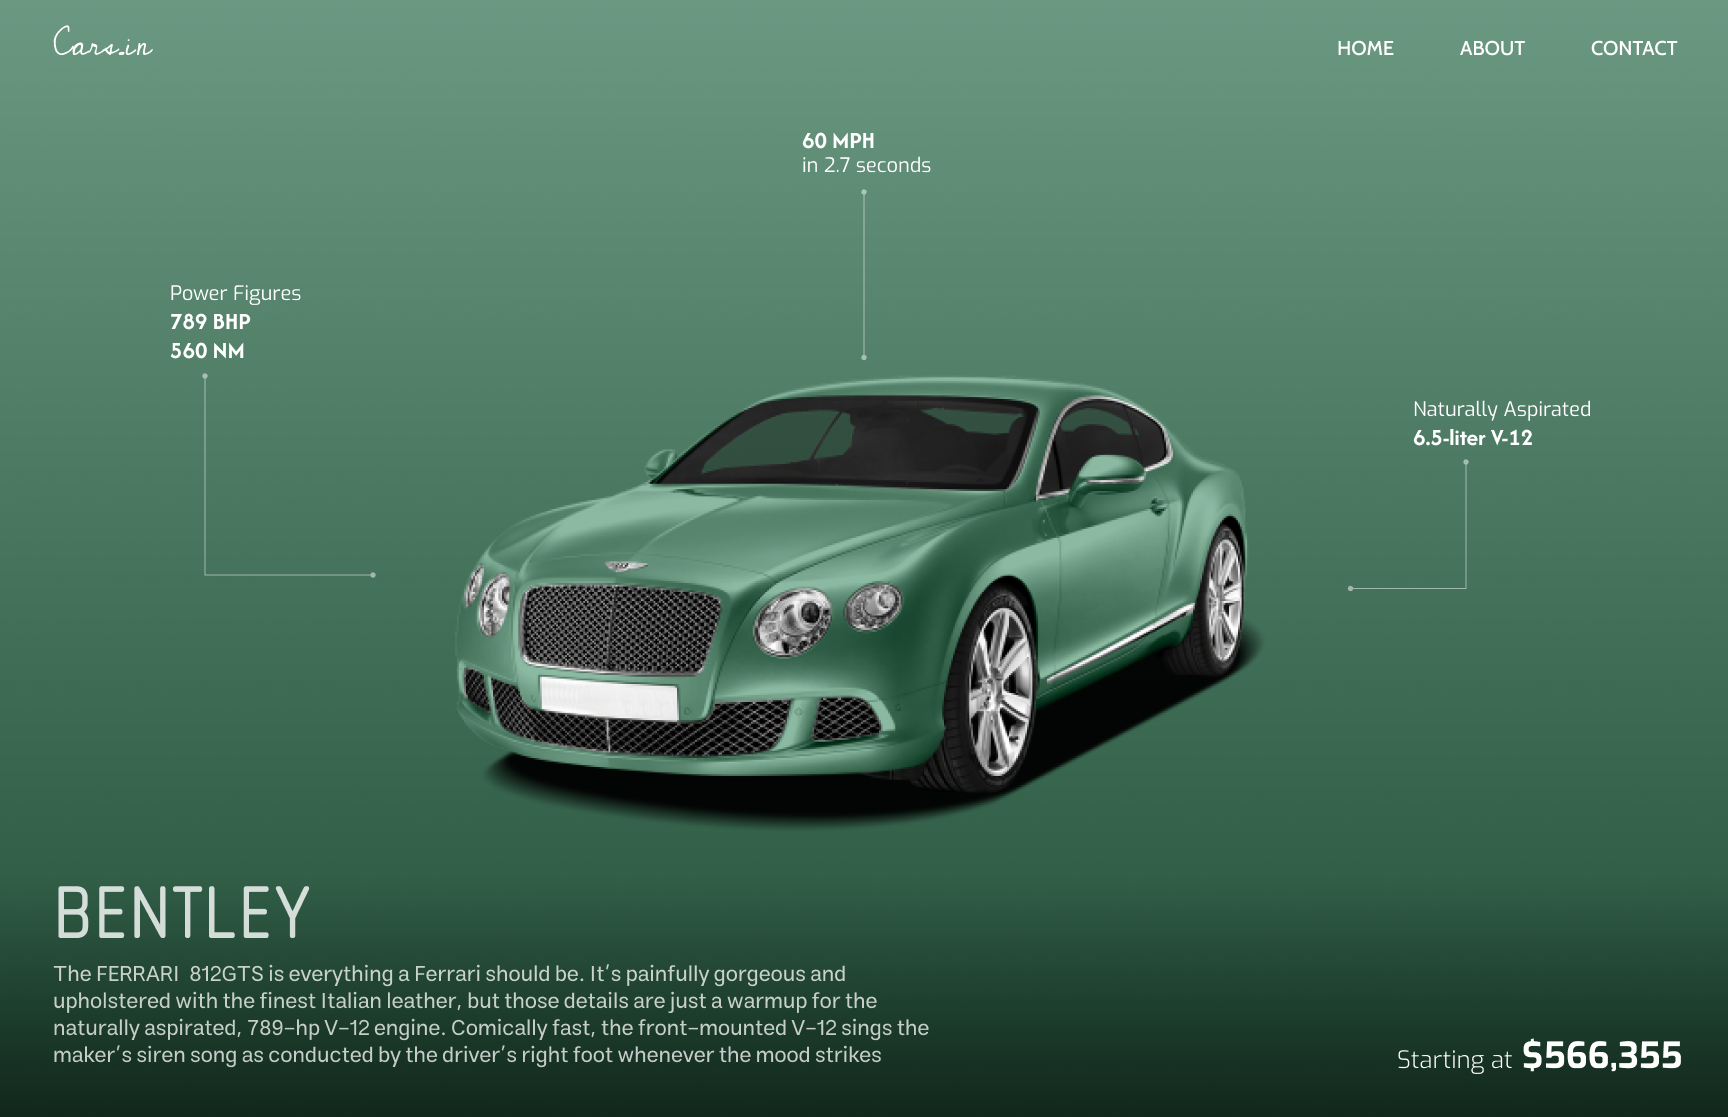 Cars.in
HOME ABOUT CONTACT
60 MPH
in 2.7 seconds
Power Figures
789 BHP
560 NM
Naturally Aspirated
6.5-liter V-12
BENTLEY
The FERRARI  812GTS is everything a Ferrari should be. It's painfully gorgeous and
upholstered with the finest Italian leather, but those details are just a warmup for the
naturally aspirated, 789-hp V-12 engine. Comically fast, the front-mounted V-12 sings the
maker's siren song as conducted by the driver's right foot whenever the mood strikes
Starting at $566,355